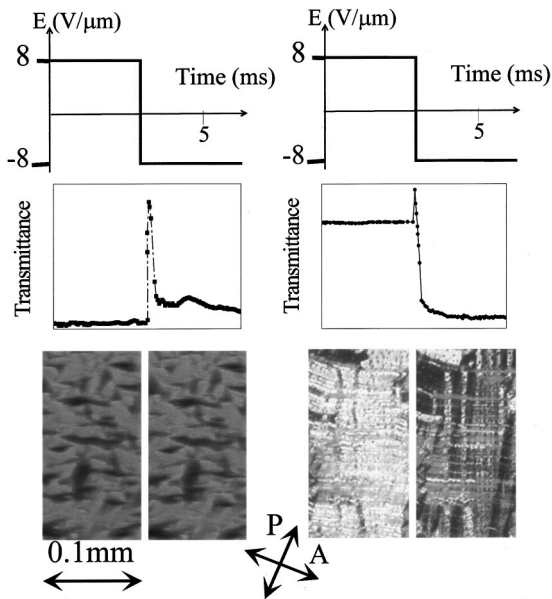 E (V/μm)
8
Time (ms)
5
-8
Transmittance
E (V/μm)
8
Time (ms)
5
-8
Transmittance
0.1mm
P
A